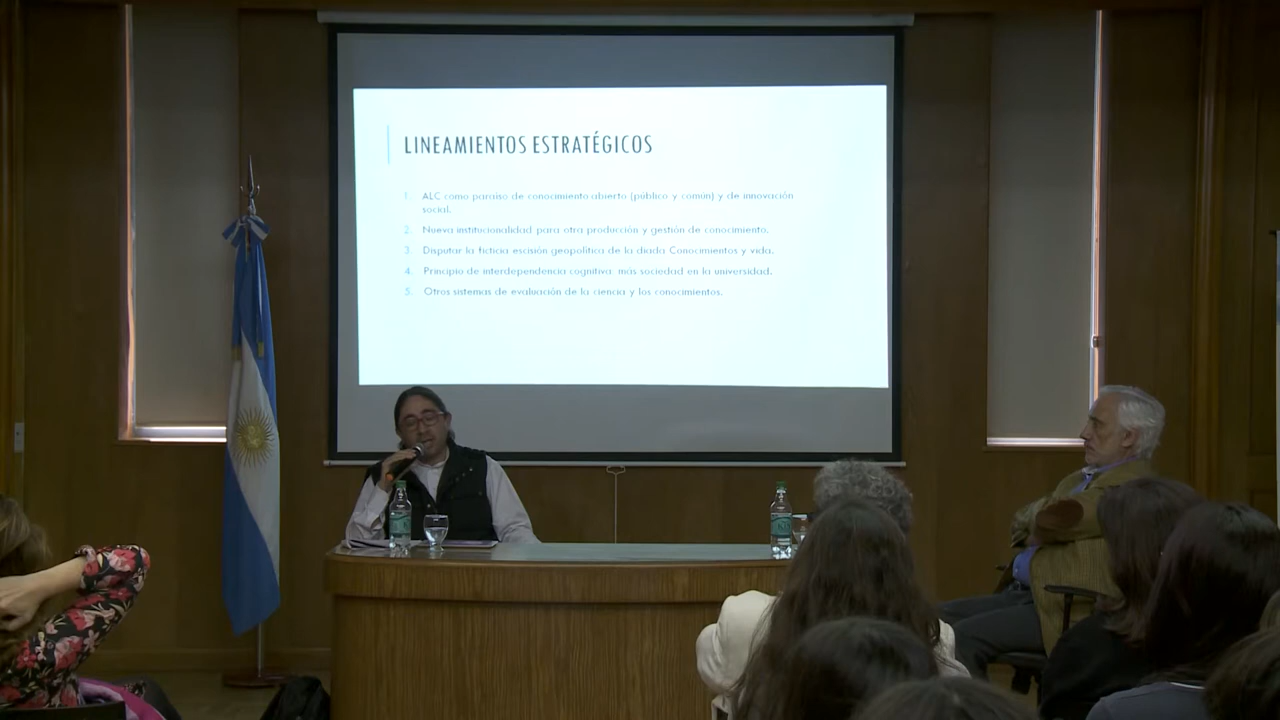 LINEAMIENTOS ESTRATÉGICOS
1. ALC como paraíso de conocimiento abierto (público y común) y de innovación
social.
2. Nueva institucionalidad para otra producción y gestión de conocimiento.
3. Disputar la ficticia escisión geopolítica de la díada Conocimientos y vida.
4. Principio de interdependencia cognitiva: más sociedad en la universidad.
5. Otros sistemas de evaluación de la ciencia y los conocimientos.